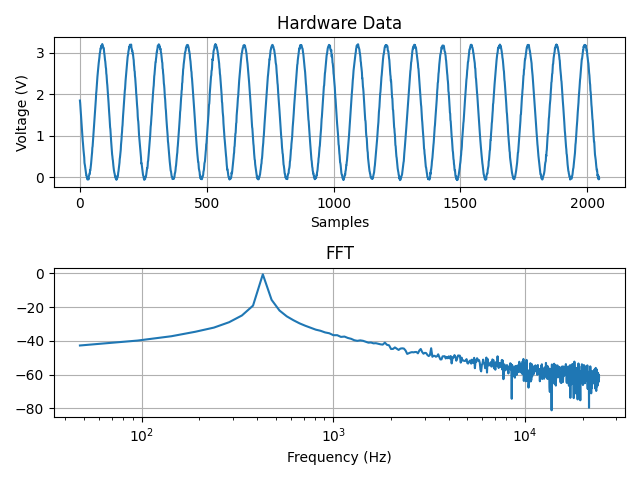 Hardware Data
Voltage (V)
3
2
1
0
0 500 1000 1500 2000
Samples
FFT
0
−20
−40
−60
−80
10² 10³ 10⁴
Frequency (Hz)